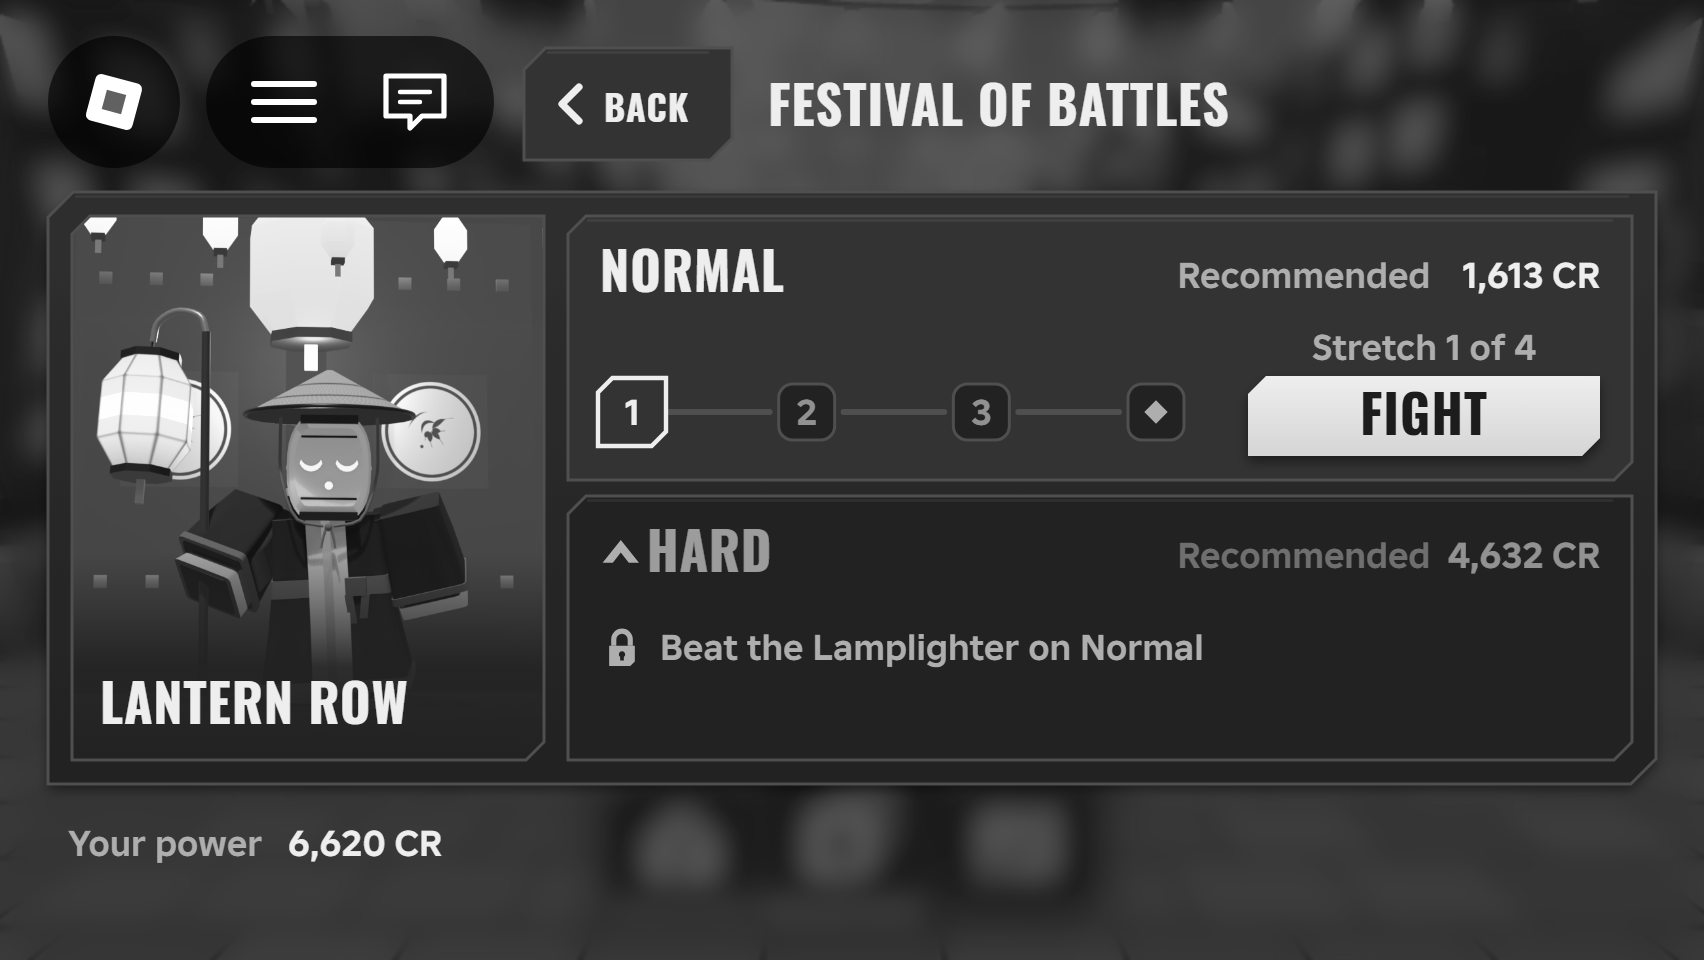 BACK
FESTIVAL OF BATTLES
NORMAL
Recommended 1,613 CR
Stretch 1 of 4
1 2 3
FIGHT
HARD
Recommended 4,632 CR
Beat the Lamplighter on Normal
LANTERN ROW
Your power 6,620 CR